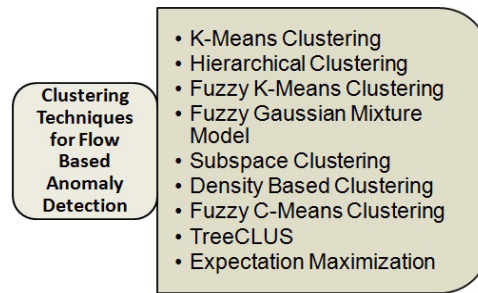 Clustering
Techniques
for Flow
Based
Anomaly
Detection
• K-Means Clustering
• Hierarchical Clustering
• Fuzzy K-Means Clustering
• Fuzzy Gaussian Mixture
Model
• Subspace Clustering
• Density Based Clustering
• Fuzzy C-Means Clustering
• TreeCLUS
• Expectation Maximization